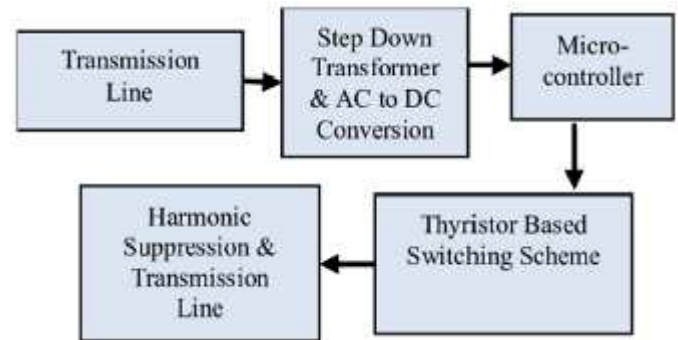 Transmission
Line
Step Down
Transformer
& AC to DC
Conversion
Micro-
controller
Thyristor Based
Switching Scheme
Harmonic
Suppression &
Transmission
Line